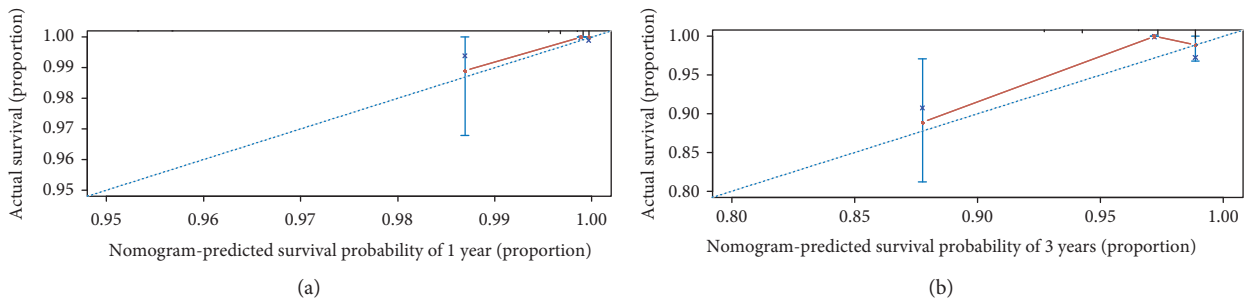 Actual survival (proportion)
1.00
0.99
0.98
0.97
0.96
0.95
0.95 0.96 0.97 0.98 0.99 1.00
Nomogram-predicted survival probability of 1 year (proportion)
(a)
Actual survival (proportion)
1.00
0.95
0.90
0.85
0.80
0.80 0.85 0.90 0.95 1.00
Nomogram-predicted survival probability of 3 years (proportion)
(b)